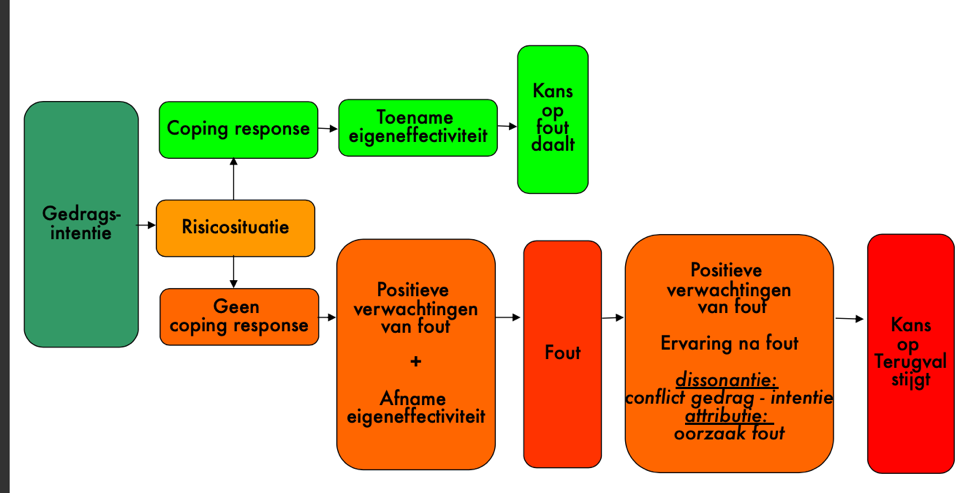 Gedrags-
intentie
Coping response
Toename
eigeneffectiviteit
Kans
op
fout
daalt
Risicosituatie
Geen
coping response
Positieve
verwachtingen
van fout
+
Afname
eigeneffectiviteit
Fout
Positieve
verwachtingen
van fout
Ervaring na fout
dissonantie:
conflict gedrag - intentie
attributie:
oorzaak fout
Kans
op
Terugval
stijgt